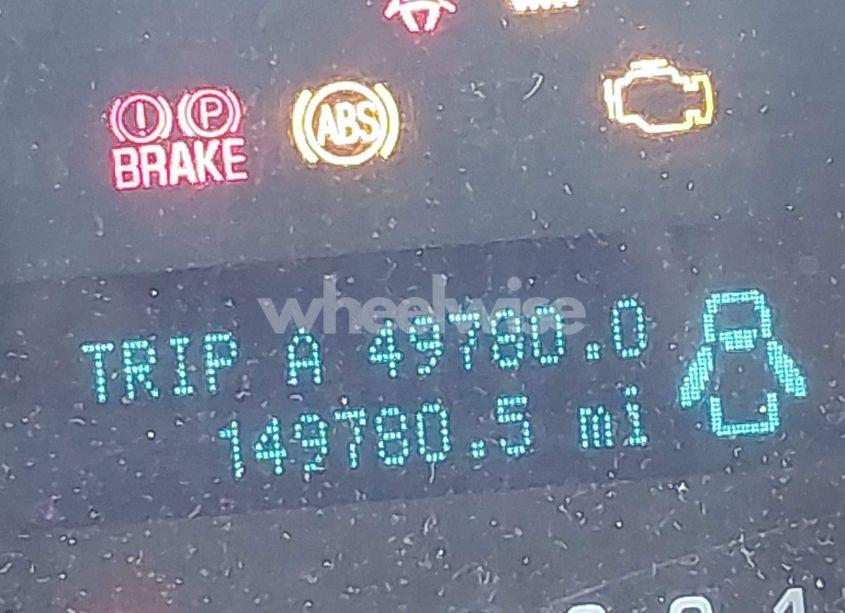 (!) (P)
BRAKE
ABS
wheelwise
TRIP A 49780.0
149780.5 mi